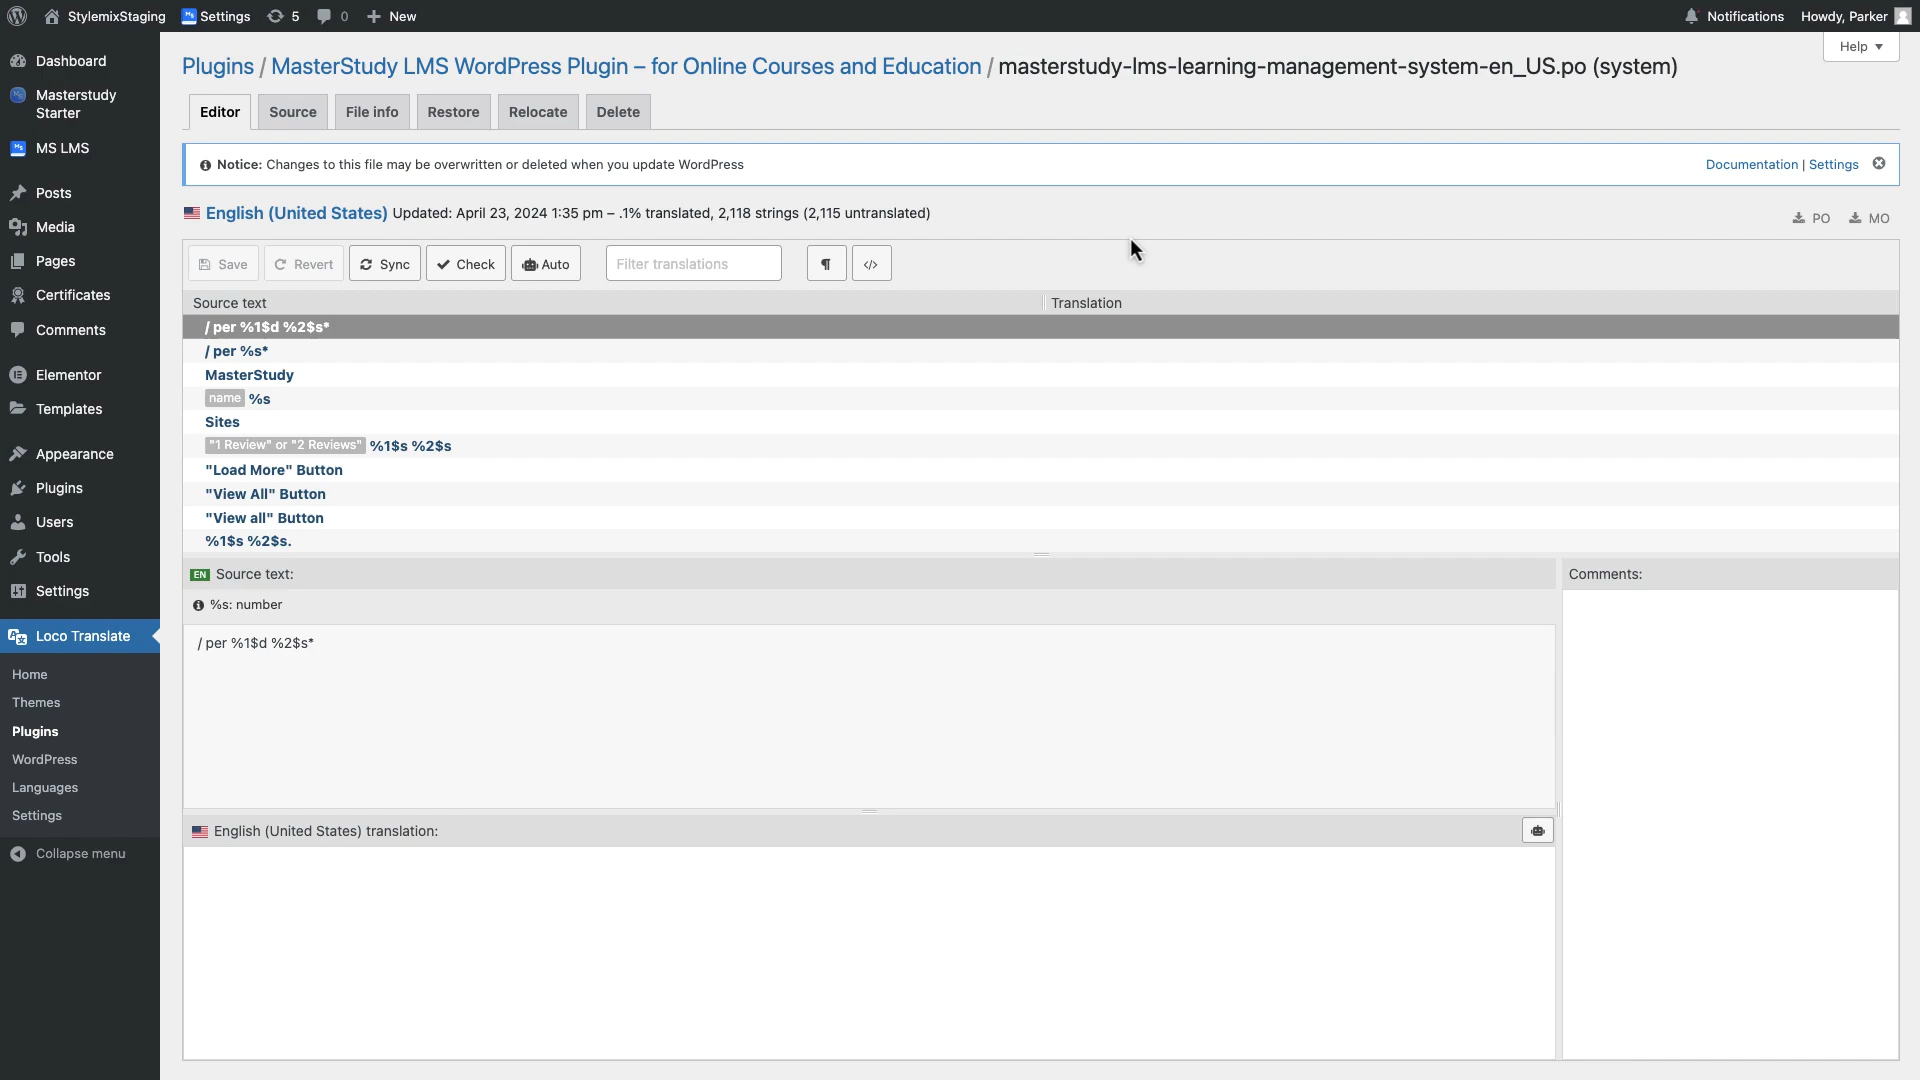 StylemixStaging Settings 5 0 New Notifications Howdy, Parker
Help
Dashboard
Masterstudy
Starter
MS LMS
Posts
Media
Pages
Certificates
Comments
Elementor
Templates
Appearance
Plugins
Users
Tools
Settings
Loco Translate
Home
Themes
Plugins
WordPress
Languages
Settings
Collapse menu
Plugins / MasterStudy LMS WordPress Plugin – for Online Courses and Education / masterstudy-lms-learning-management-system-en_US.po (system)
Editor Source File info Restore Relocate Delete
Notice: Changes to this file may be overwritten or deleted when you update WordPress Documentation | Settings
English (United States) Updated: April 23, 2024 1:35 pm – .1% translated, 2,118 strings (2,115 untranslated) PO MO
Save Revert Sync Check Auto Filter translations ¶ </>
Source text Translation
/ per %1$d %2$s*
/ per %s*
MasterStudy
name %s
Sites
"1 Review" or "2 Reviews" %1$s %2$s
"Load More" Button
"View All" Button
"View all" Button
%1$s %2$s.
EN Source text: Comments:
%s: number
/ per %1$d %2$s*
English (United States) translation: